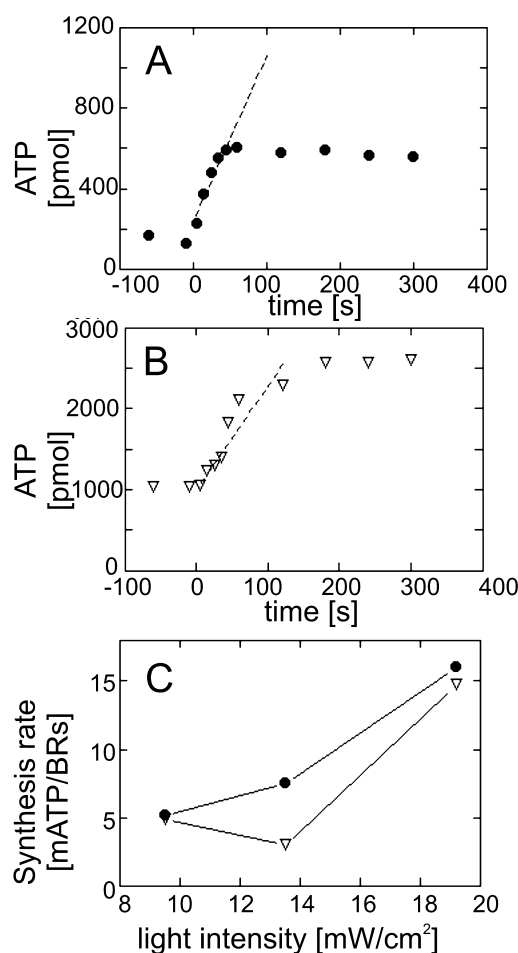 1200
A
800
ATP
[pmol]
400
0
-100 0 100 200 300 400
time [s]
3000
B
2000
ATP
[pmol]
1000
0
-100 0 100 200 300 400
time [s]
C
15
Synthesis rate
[mATP/BRs]
10
5
0
8 10 12 14 16 18 20
light intensity [mW/cm²]